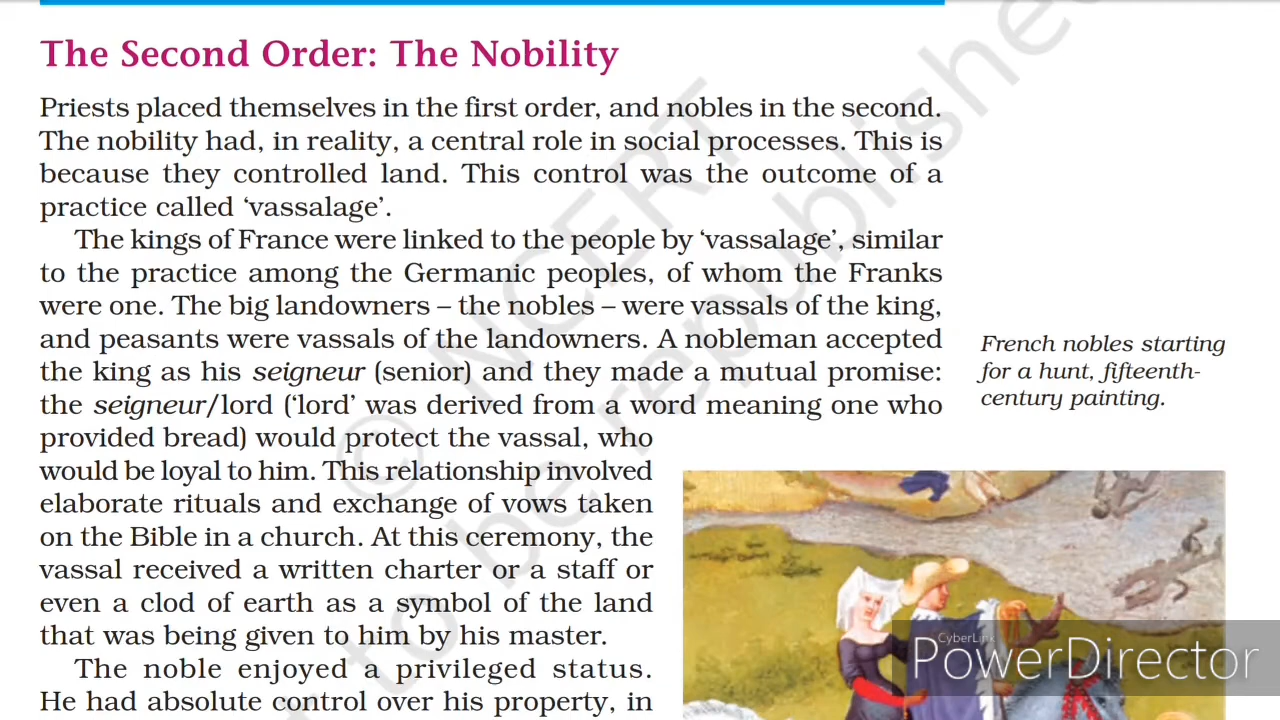 The Second Order: The Nobility
Priests placed themselves in the first order, and nobles in the second.
The nobility had, in reality, a central role in social processes. This is
because they controlled land. This control was the outcome of a
practice called ‘vassalage’.
The kings of France were linked to the people by ‘vassalage’, similar
to the practice among the Germanic peoples, of whom the Franks
were one. The big landowners – the nobles – were vassals of the king,
and peasants were vassals of the landowners. A nobleman accepted
the king as his seigneur (senior) and they made a mutual promise:
the seigneur/lord (‘lord’ was derived from a word meaning one who
provided bread) would protect the vassal, who
would be loyal to him. This relationship involved
elaborate rituals and exchange of vows taken
on the Bible in a church. At this ceremony, the
vassal received a written charter or a staff or
even a clod of earth as a symbol of the land
that was being given to him by his master.
The noble enjoyed a privileged status.
He had absolute control over his property, in
French nobles starting
for a hunt, fifteenth-
century painting.
© NCERT
to be republished
CyberLink
PowerDirector